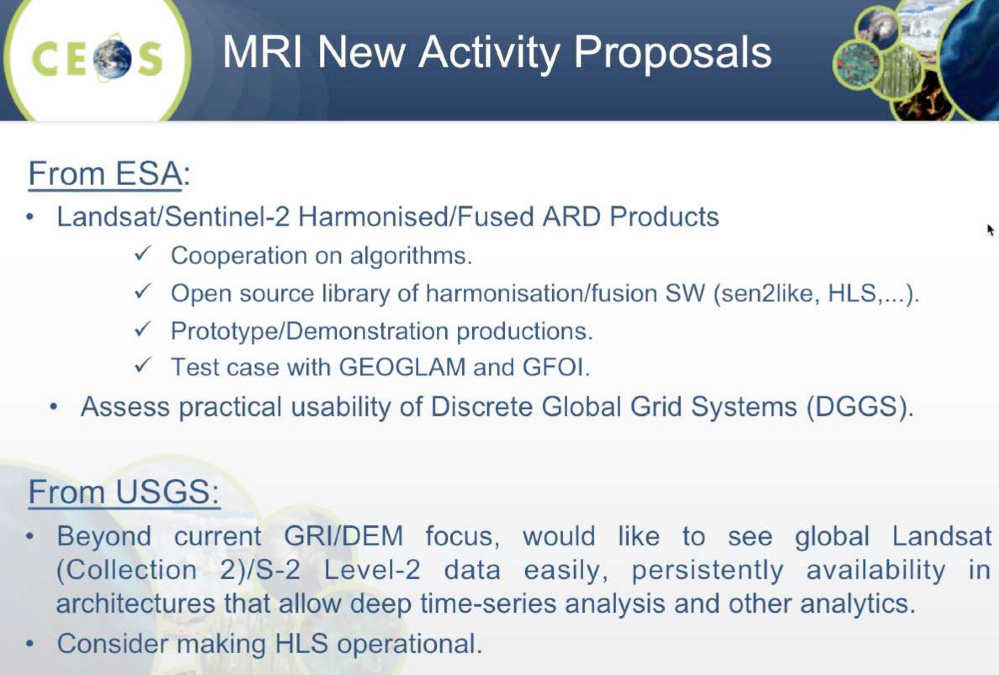 CEOS
MRI New Activity Proposals
From ESA:
• Landsat/Sentinel-2 Harmonised/Fused ARD Products
✓ Cooperation on algorithms.
✓ Open source library of harmonisation/fusion SW (sen2like, HLS,...).
✓ Prototype/Demonstration productions.
✓ Test case with GEOGLAM and GFOI.
• Assess practical usability of Discrete Global Grid Systems (DGGS).
From USGS:
• Beyond current GRI/DEM focus, would like to see global Landsat
(Collection 2)/S-2 Level-2 data easily, persistently availability in
architectures that allow deep time-series analysis and other analytics.
• Consider making HLS operational.